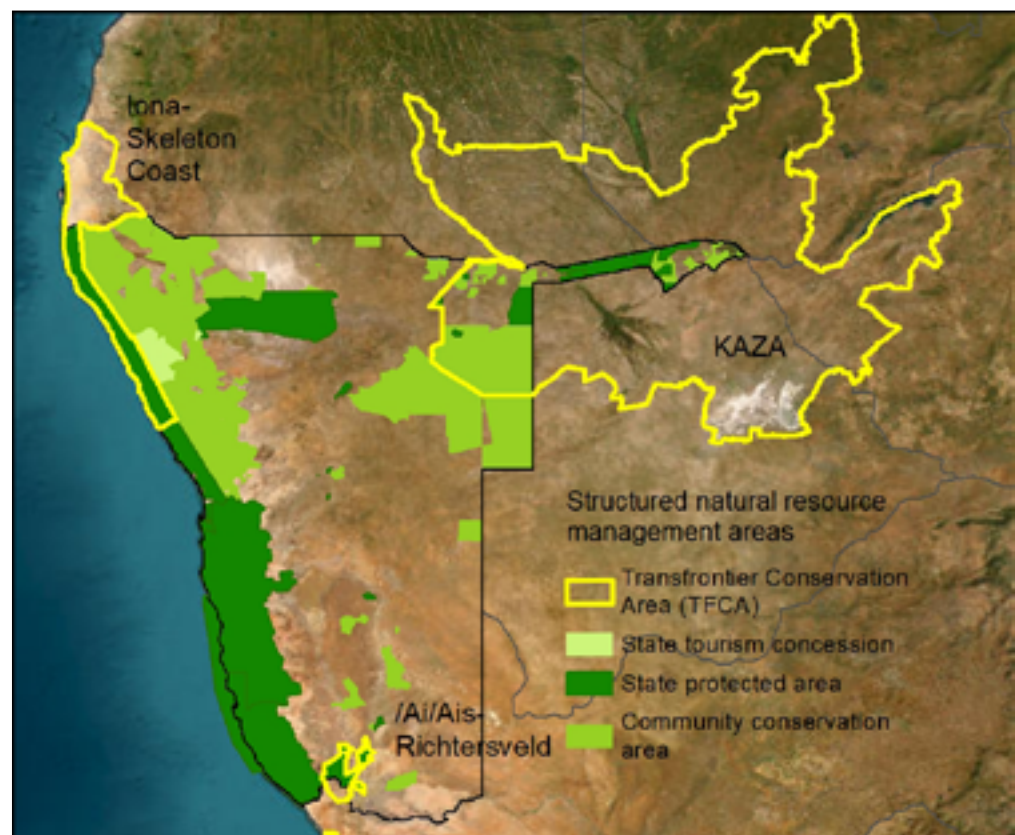 Iona-
Skeleton
Coast
KAZA
Structured natural resource
management areas
Transfrontier Conservation
Area (TFCA)
State tourism concession
State protected area
Community conservation
area
/Ai/Ais-
Richtersveld